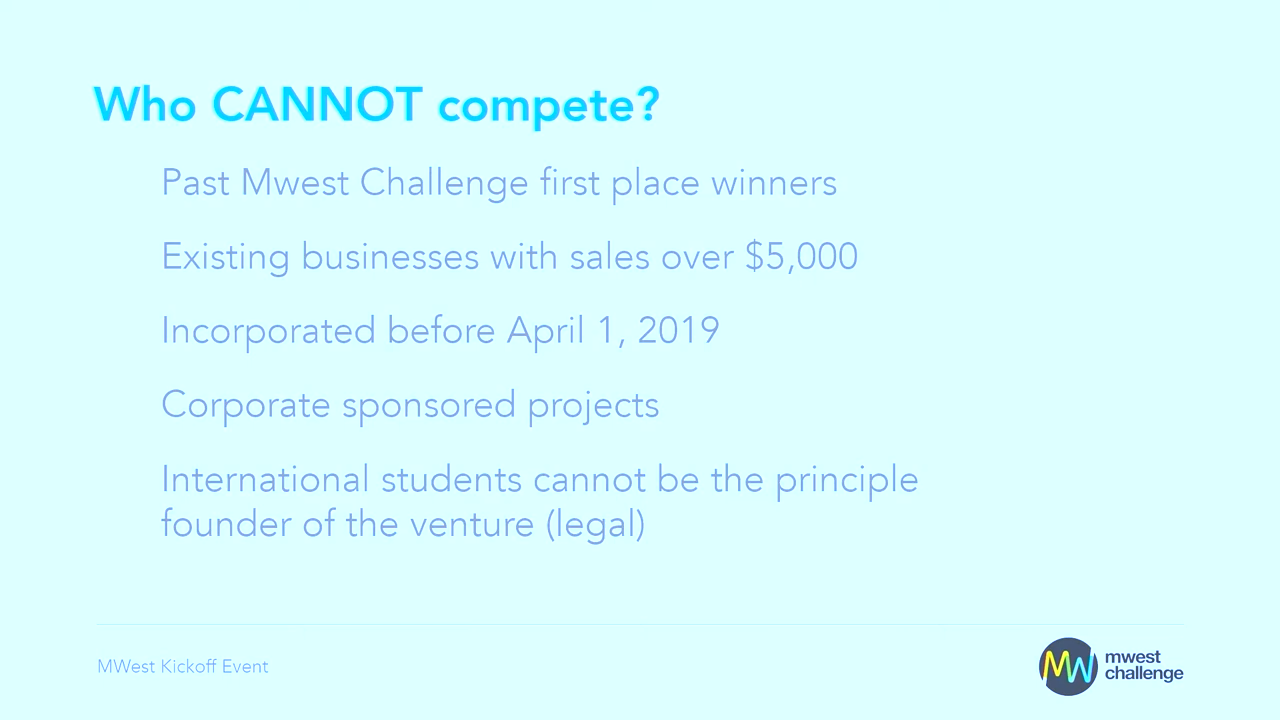 Who CANNOT compete?
Past Mwest Challenge first place winners
Existing businesses with sales over $5,000
Incorporated before April 1, 2019
Corporate sponsored projects
International students cannot be the principle
founder of the venture (legal)
MWest Kickoff Event
MW
mwest
challenge